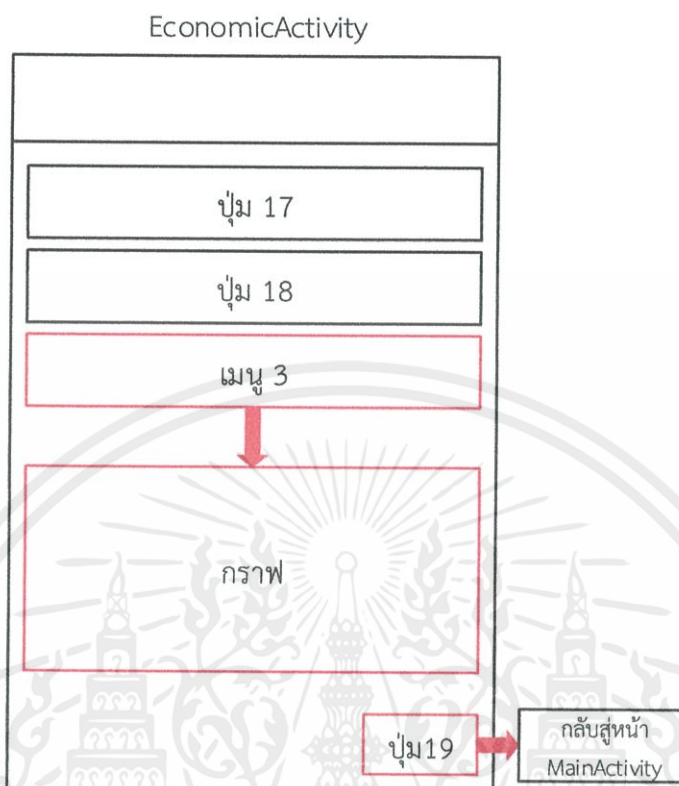 EconomicActivity
ปุ่ม 17
ปุ่ม 18
เมนู 3
กราฟ
ปุ่ม19
กลับสู่หน้า
MainActivity